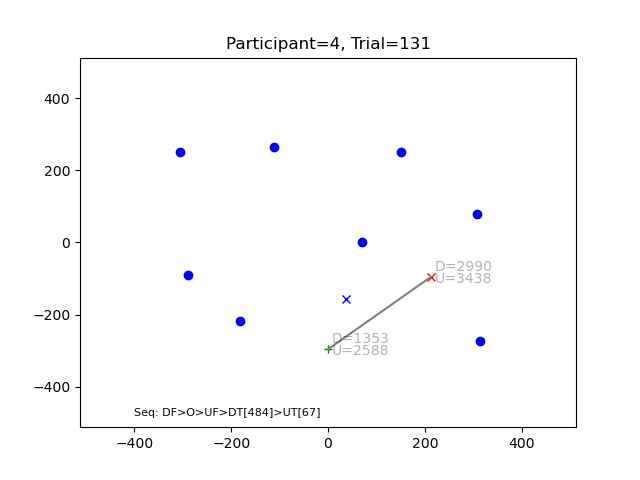 Participant=4, Trial=131
400
200
0
−200
−400
D=2990
U=3438
D=1353
U=2588
Seq: DF>O>UF>DT[484]>UT[67]
−400 −200 0 200 400